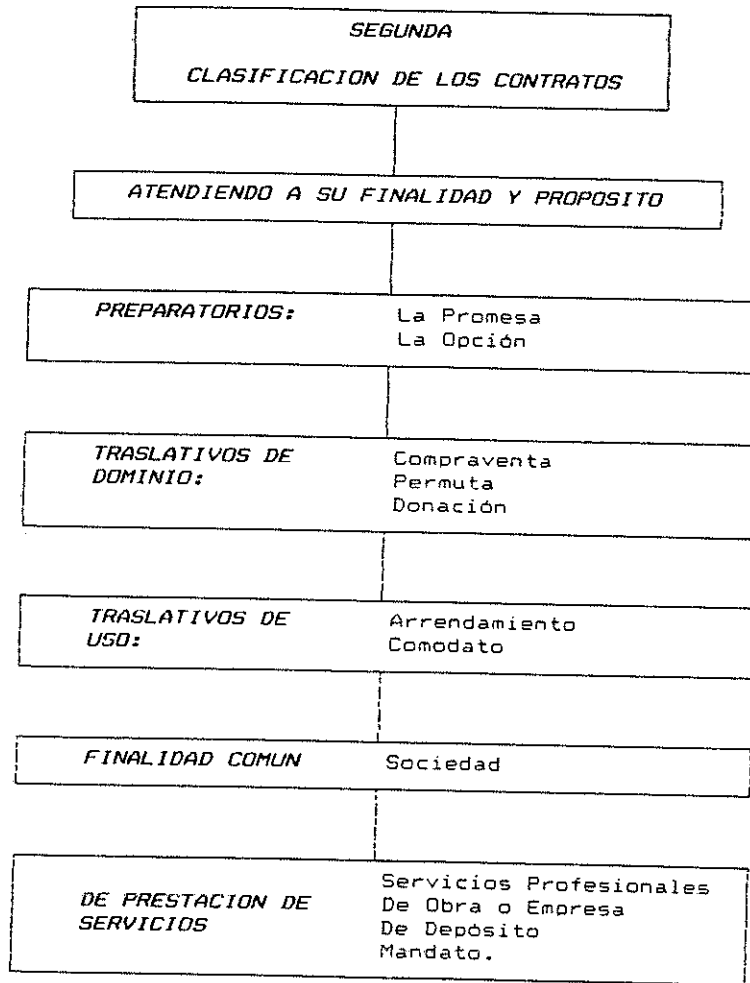 SEGUNDA
CLASIFICACION DE LOS CONTRATOS
ATENDIENDO A SU FINALIDAD Y PROPOSITO
PREPARATORIOS: La Promesa
La Opción
TRASLATIVOS DE Compraventa
DOMINIO: Permuta
Donación
TRASLATIVOS DE Arrendamiento
USO: Comodato
FINALIDAD COMUN Sociedad
Servicios Profesionales
DE PRESTACION DE De Obra o Empresa
SERVICIOS De Depósito
Mandato.